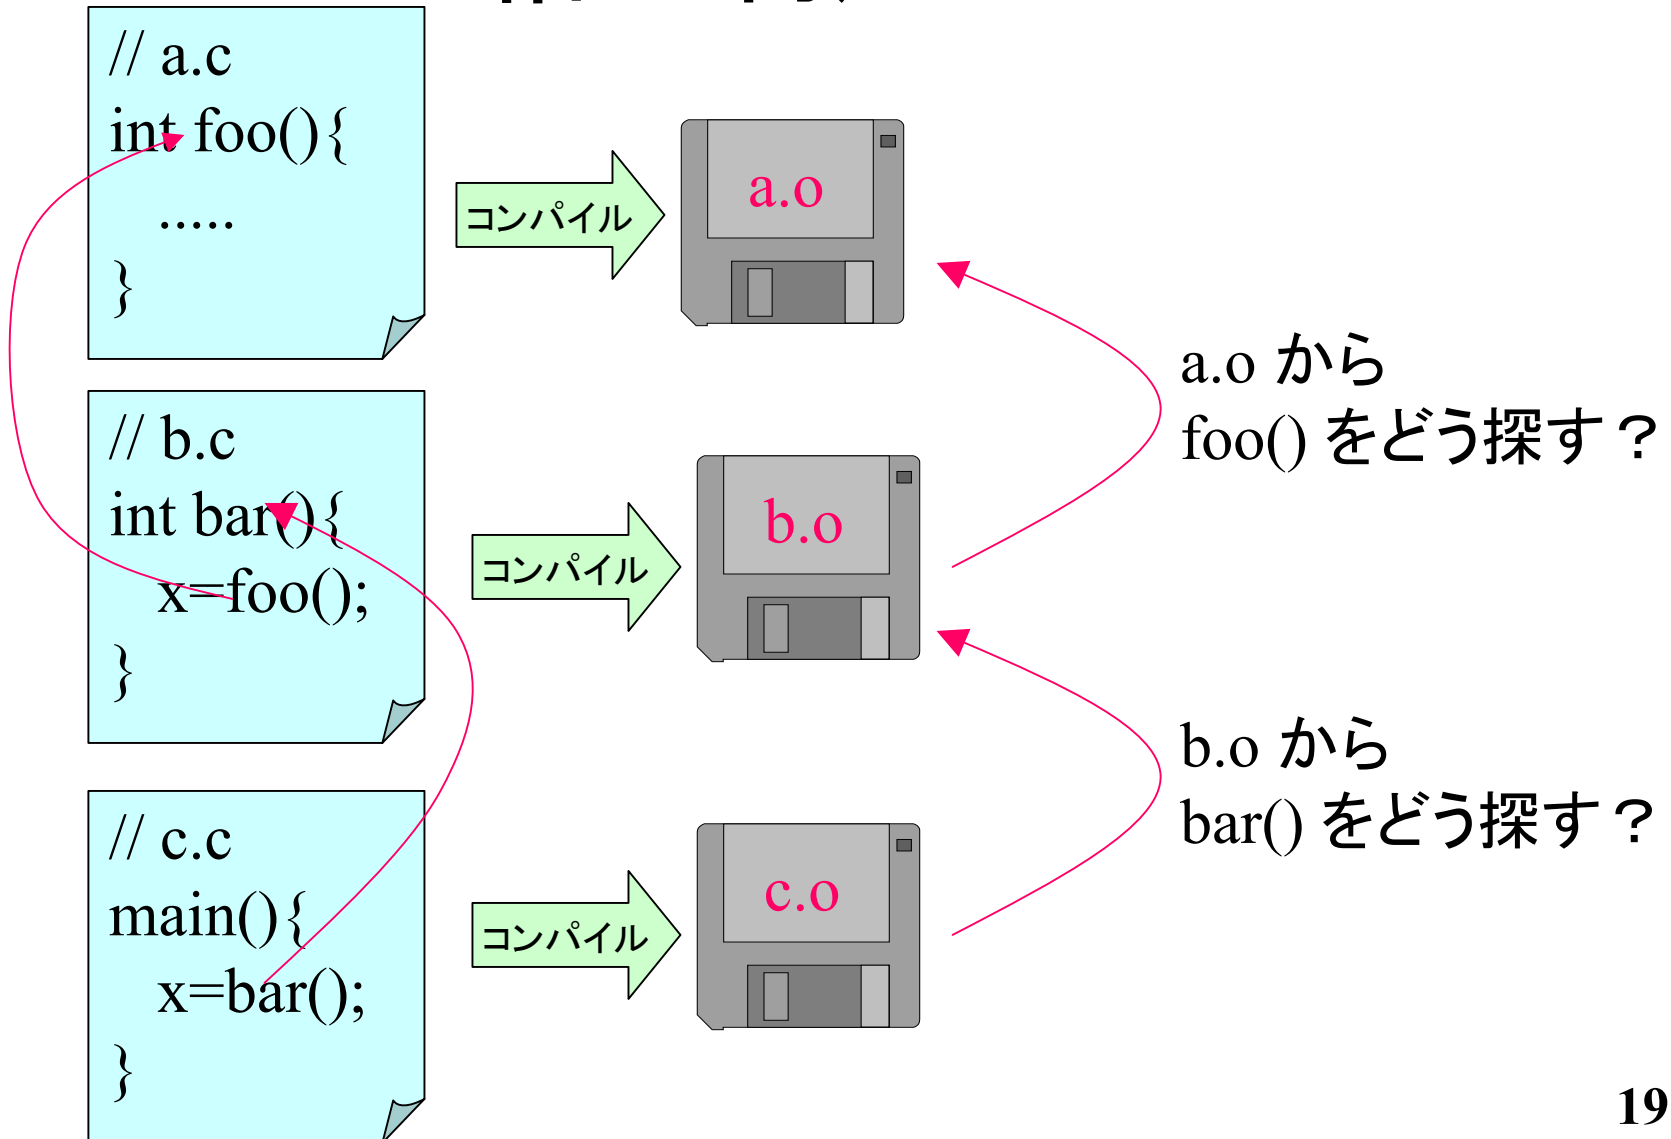 // a.c
int foo(){
.....
}
コンパイル
a.o
a.o から
foo() をどう探す？
// b.c
int bar(){
x=foo();
}
コンパイル
b.o
b.o から
bar() をどう探す？
// c.c
main(){
x=bar();
}
コンパイル
c.o
19